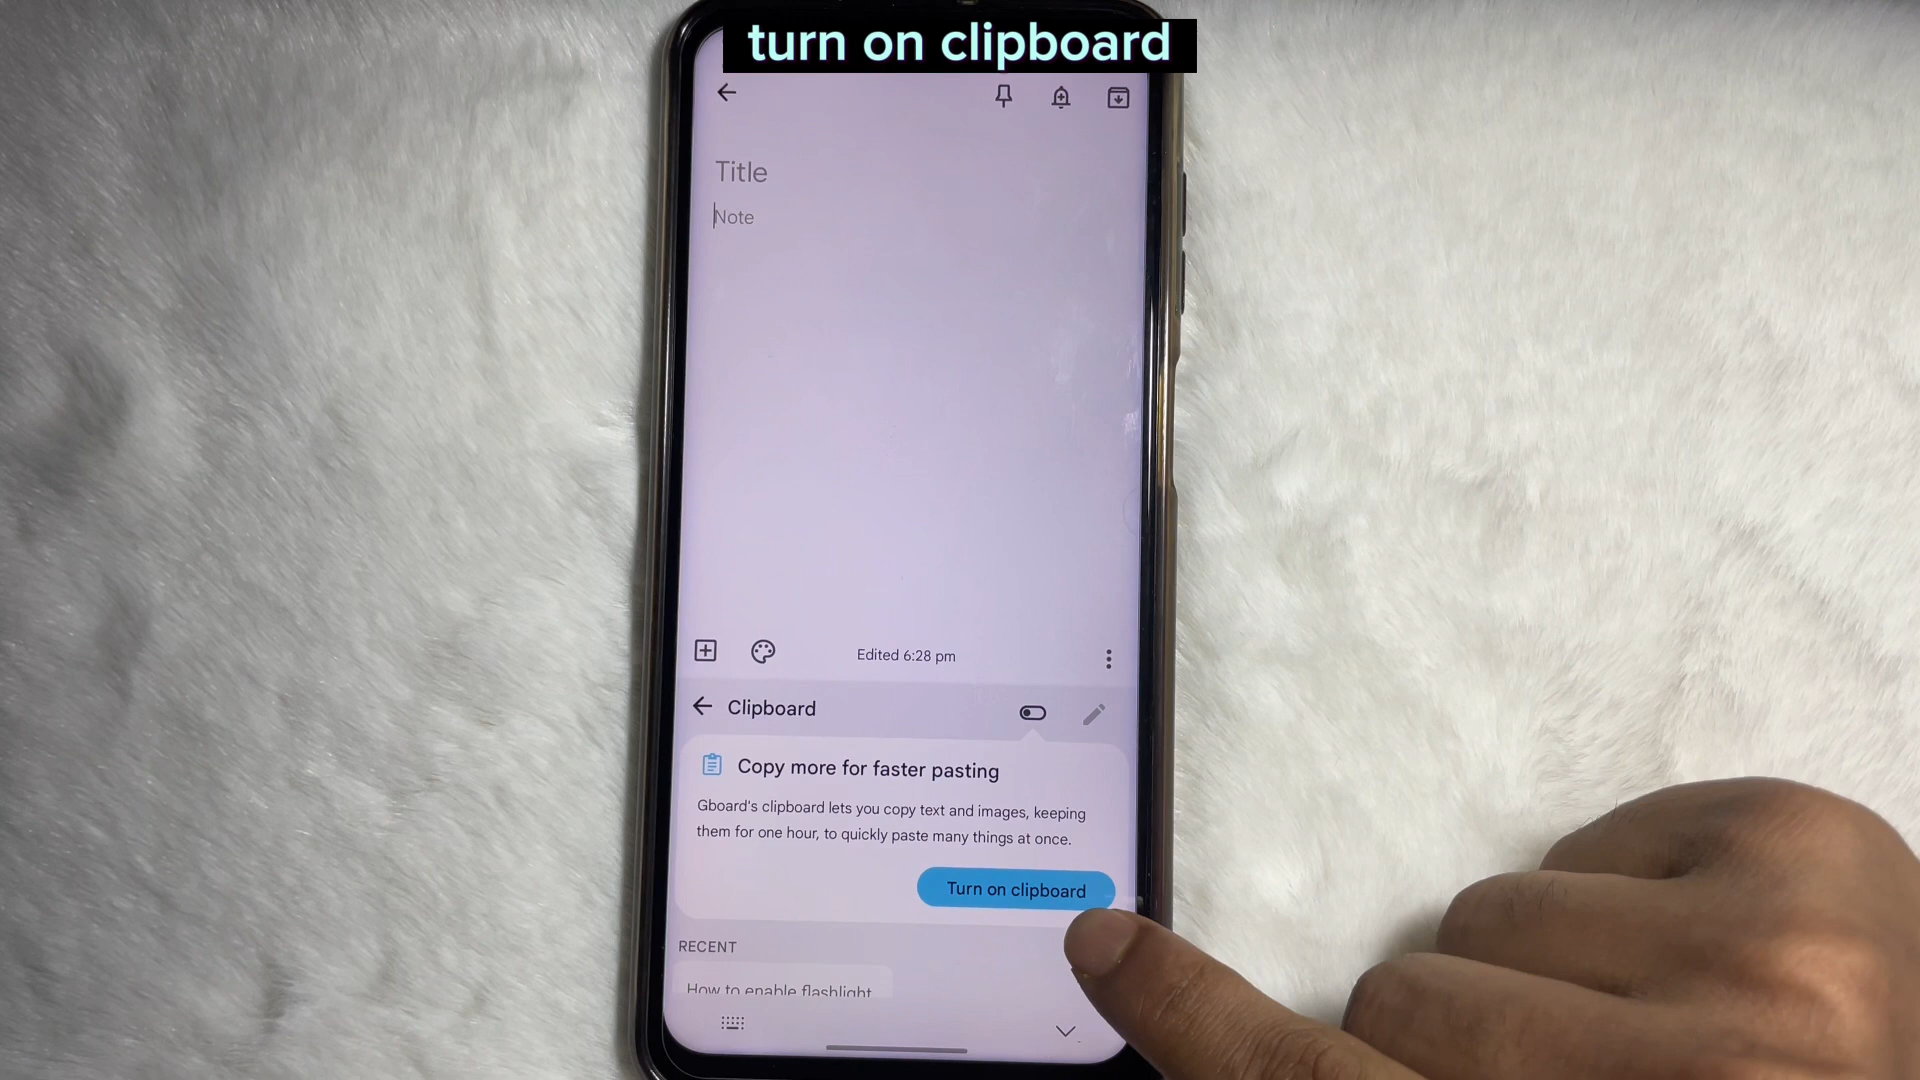 turn on clipboard
Title
Note
Edited 6:28 pm
Clipboard
Copy more for faster pasting
Gboard's clipboard lets you copy text and images, keeping
them for one hour, to quickly paste many things at once.
Turn on clipboard
RECENT
How to enable flashlight